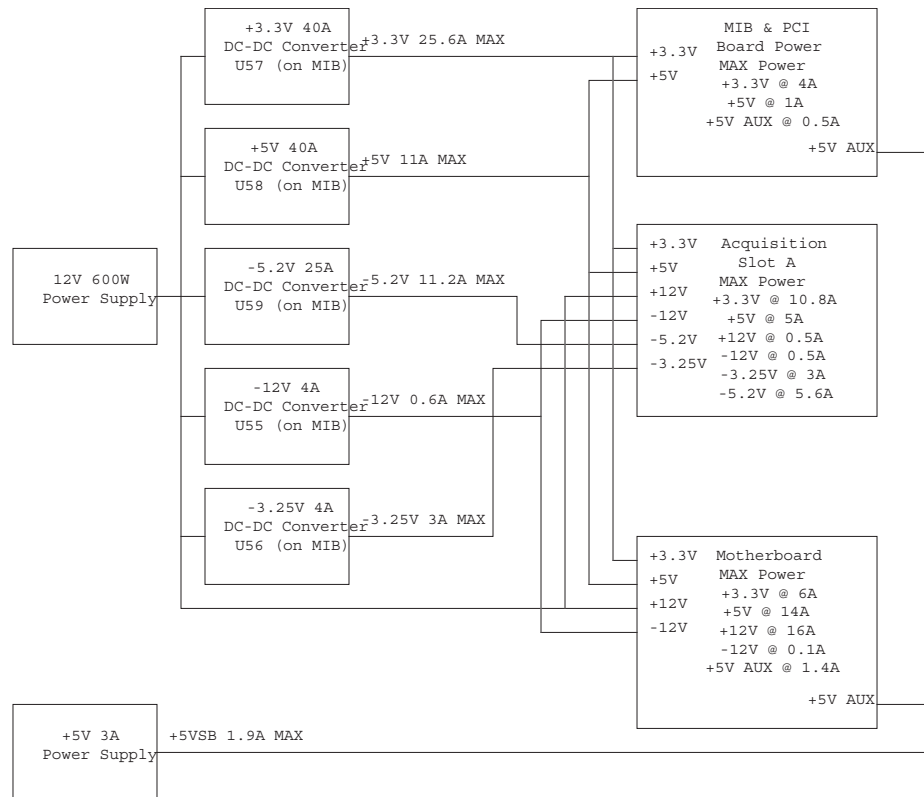 +3.3V 40A
DC-DC Converter
U57 (on MIB)
+3.3V 25.6A MAX
+5V 40A
DC-DC Converter
U58 (on MIB)
+5V 11A MAX
12V 600W
Power Supply
-5.2V 25A
DC-DC Converter
U59 (on MIB)
-5.2V 11.2A MAX
-12V 4A
DC-DC Converter
U55 (on MIB)
-12V 0.6A MAX
-3.25V 4A
DC-DC Converter
U56 (on MIB)
-3.25V 3A MAX
MIB & PCI
Board Power
MAX Power
+3.3V @ 4A
+5V @ 1A
+5V AUX @ 0.5A
+3.3V
+5V
+5V AUX
Acquisition
Slot A
MAX Power
+3.3V @ 10.8A
+5V @ 5A
+12V @ 0.5A
-12V @ 0.5A
-3.25V @ 3A
-5.2V @ 5.6A
+3.3V
+5V
+12V
-12V
-5.2V
-3.25V
Motherboard
MAX Power
+3.3V @ 6A
+5V @ 14A
+12V @ 16A
-12V @ 0.1A
+5V AUX @ 1.4A
+3.3V
+5V
+12V
-12V
+5V AUX
+5V 3A
Power Supply
+5VSB 1.9A MAX